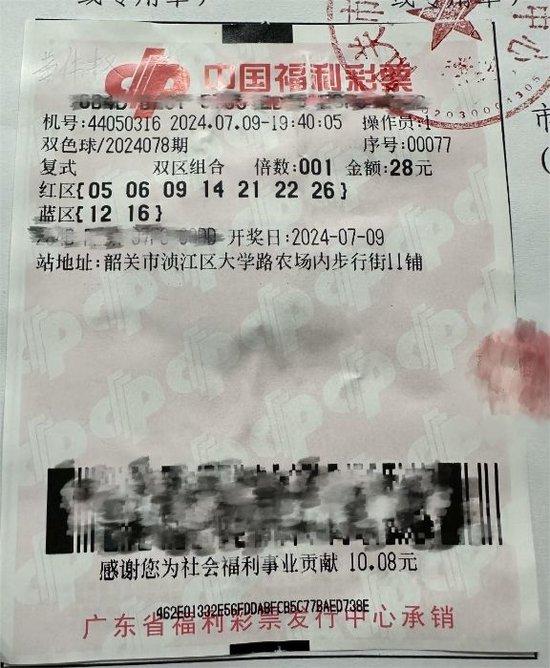 中国福利彩票
机号:44050316 2024.07.09-19:40:05 操作员:1
双色球/2024078期 序号:00077
复式 双区组合 倍数:001 金额:28元
红区{05 06 09 14 21 22 26}
蓝区{12 16}
开奖日:2024-07-09
站地址:韶关市浈江区大学路农场内步行街11铺
感谢您为社会福利事业贡献 10.08元
462E01332E56FDDABFCB5C77BAED738E
广东省福利彩票发行中心承销